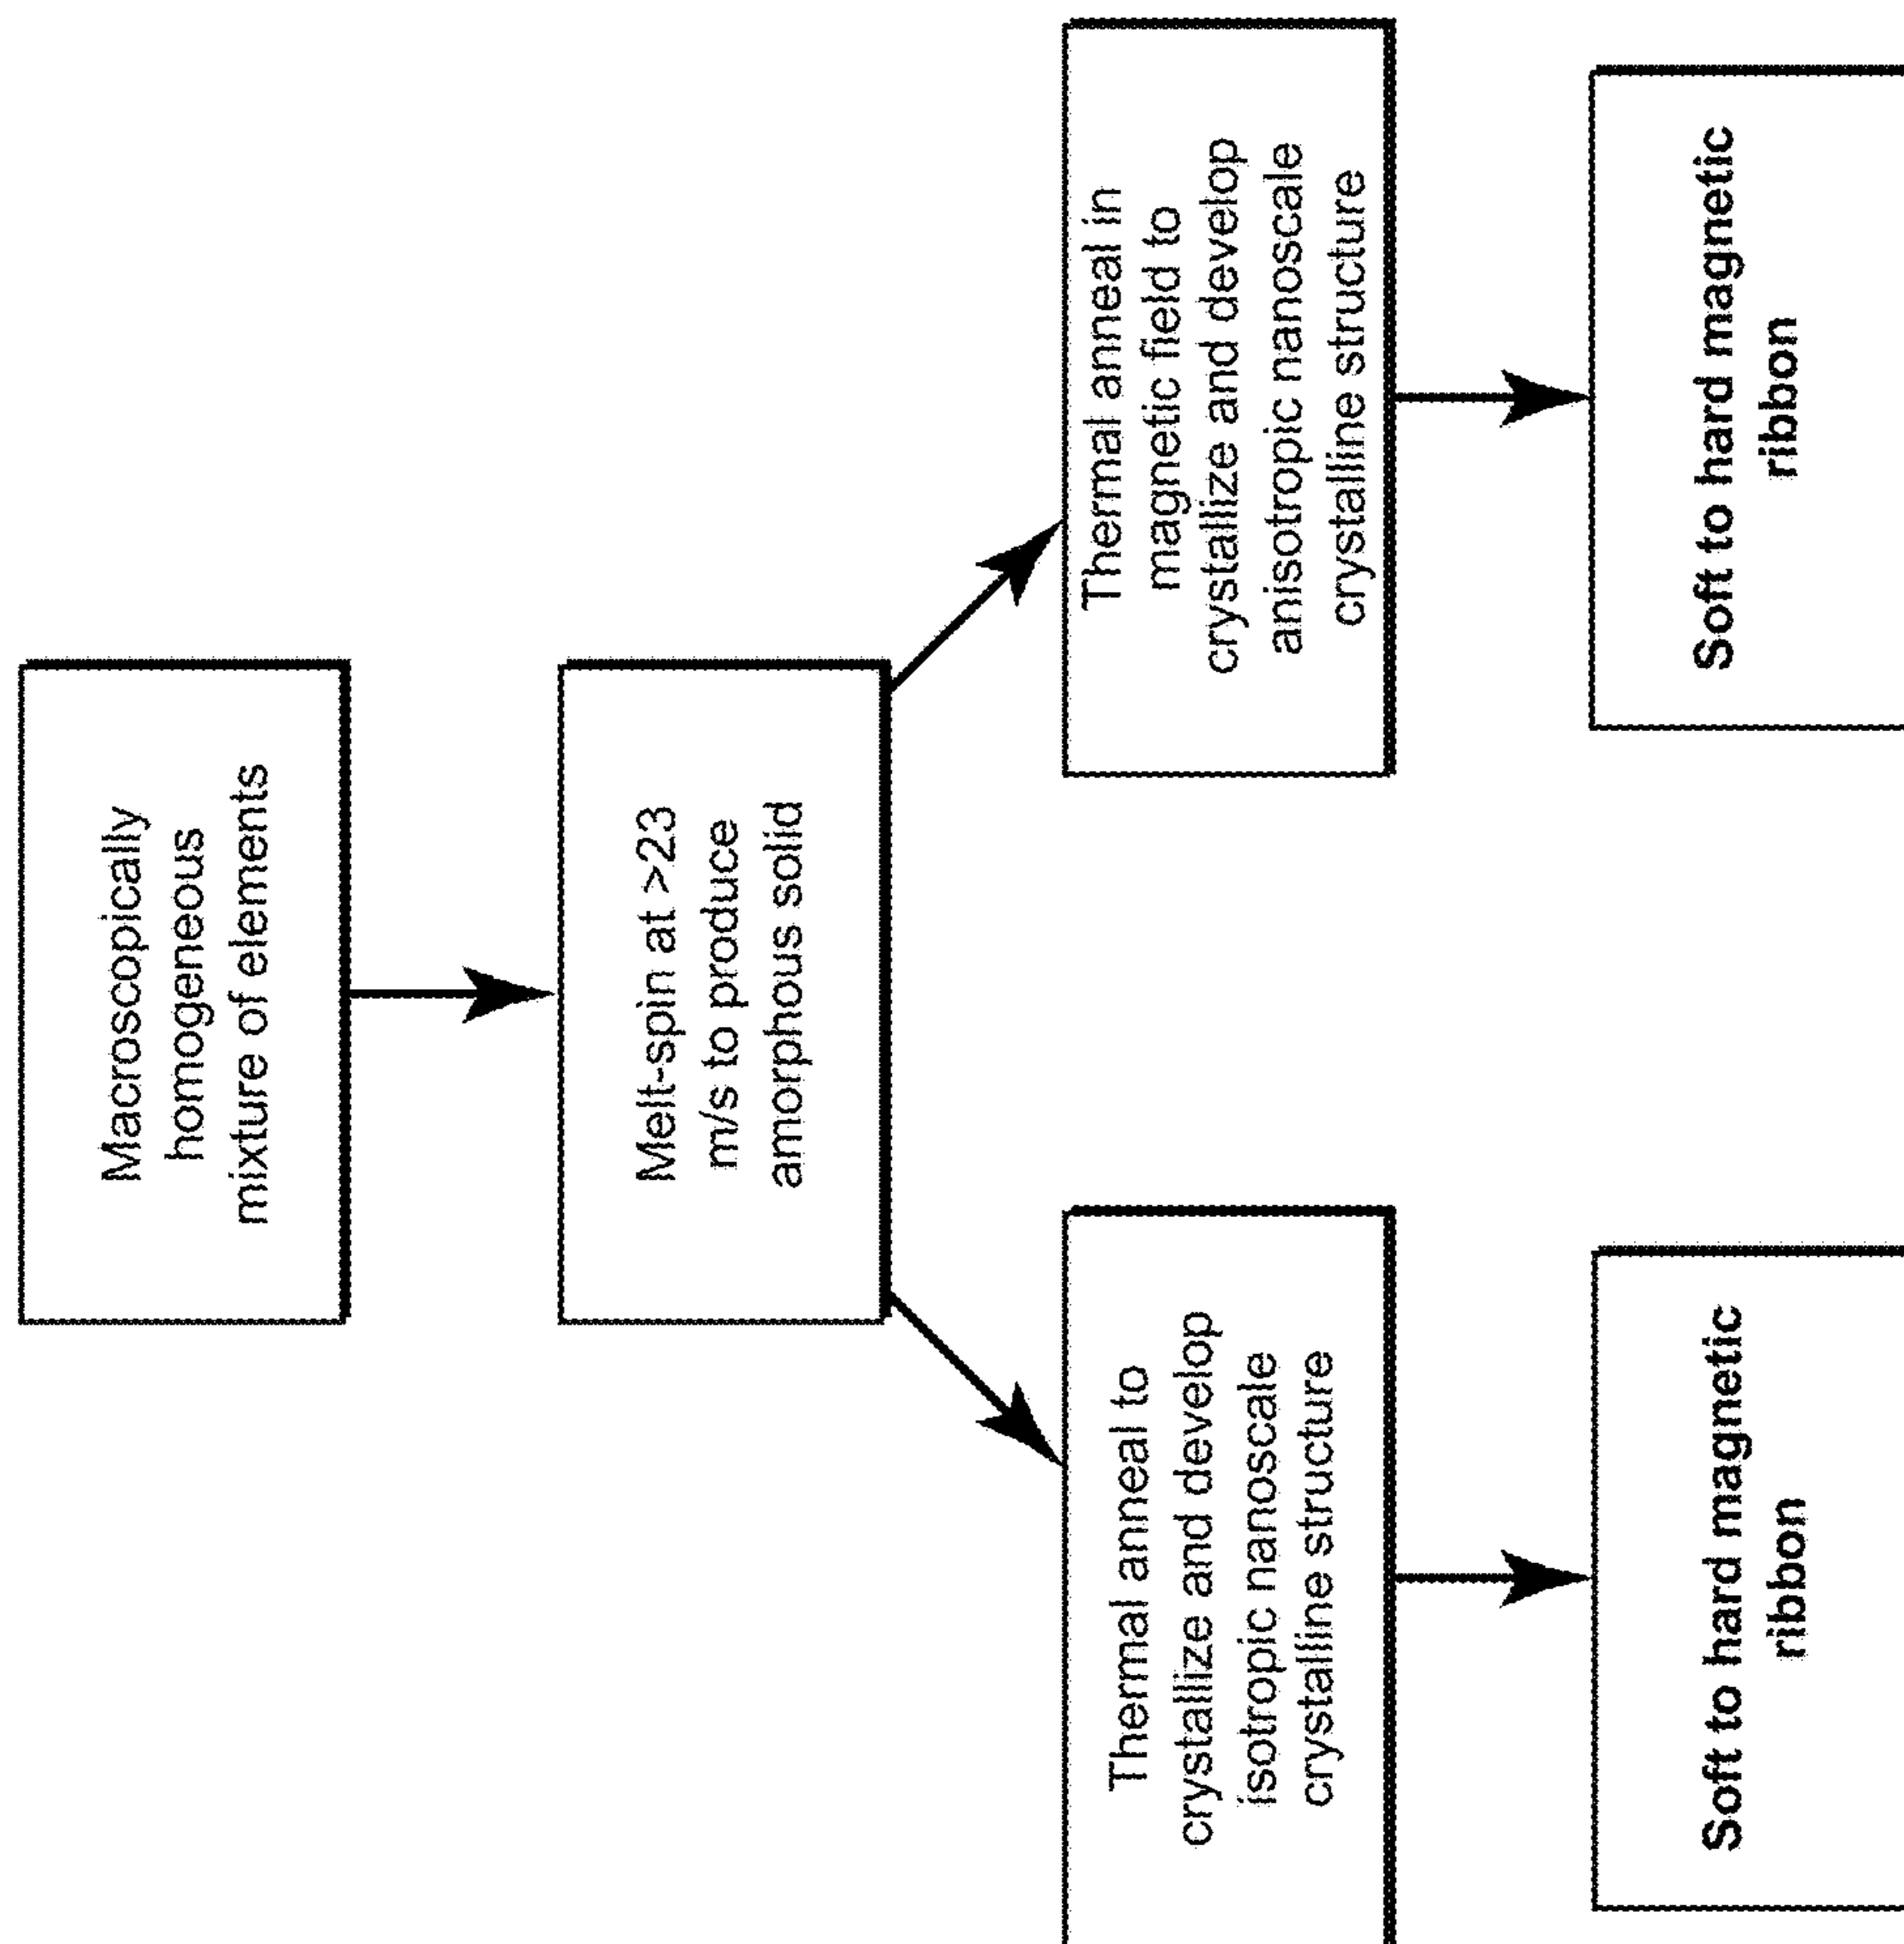 Macroscopically
homogeneous
mixture of elements
Melt-spin at >23
m/s to produce
amorphous solid
Thermal anneal to
crystallize and develop
isotropic nanoscale
crystalline structure
Thermal anneal in
magnetic field to
crystallize and develop
anisotropic nanoscale
crystalline structure
Soft to hard magnetic
ribbon
Soft to hard magnetic
ribbon